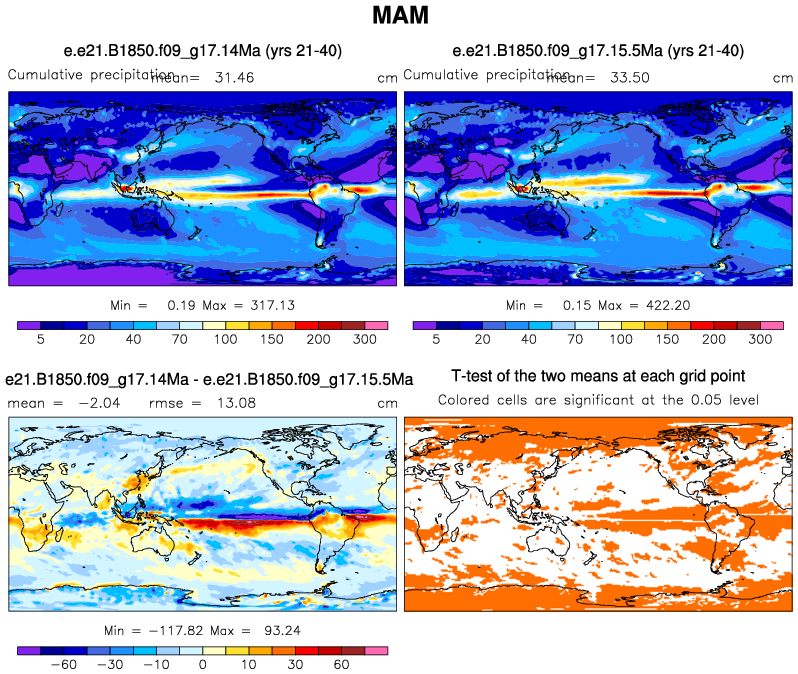 MAM
e.e21.B1850.f09_g17.14Ma (yrs 21-40)
Cumulative precipitation mean= 31.46 cm
Min = 0.19 Max = 317.13
5 20 40 70 100 150 200 300
e.e21.B1850.f09_g17.15.5Ma (yrs 21-40)
Cumulative precipitation mean= 33.50 cm
Min = 0.15 Max = 422.20
5 20 40 70 100 150 200 300
e21.B1850.f09_g17.14Ma - e.e21.B1850.f09_g17.15.5Ma
mean = -2.04 rmse = 13.08 cm
Min = -117.82 Max = 93.24
-60 -30 -10 0 10 30 60
T-test of the two means at each grid point
Colored cells are significant at the 0.05 level